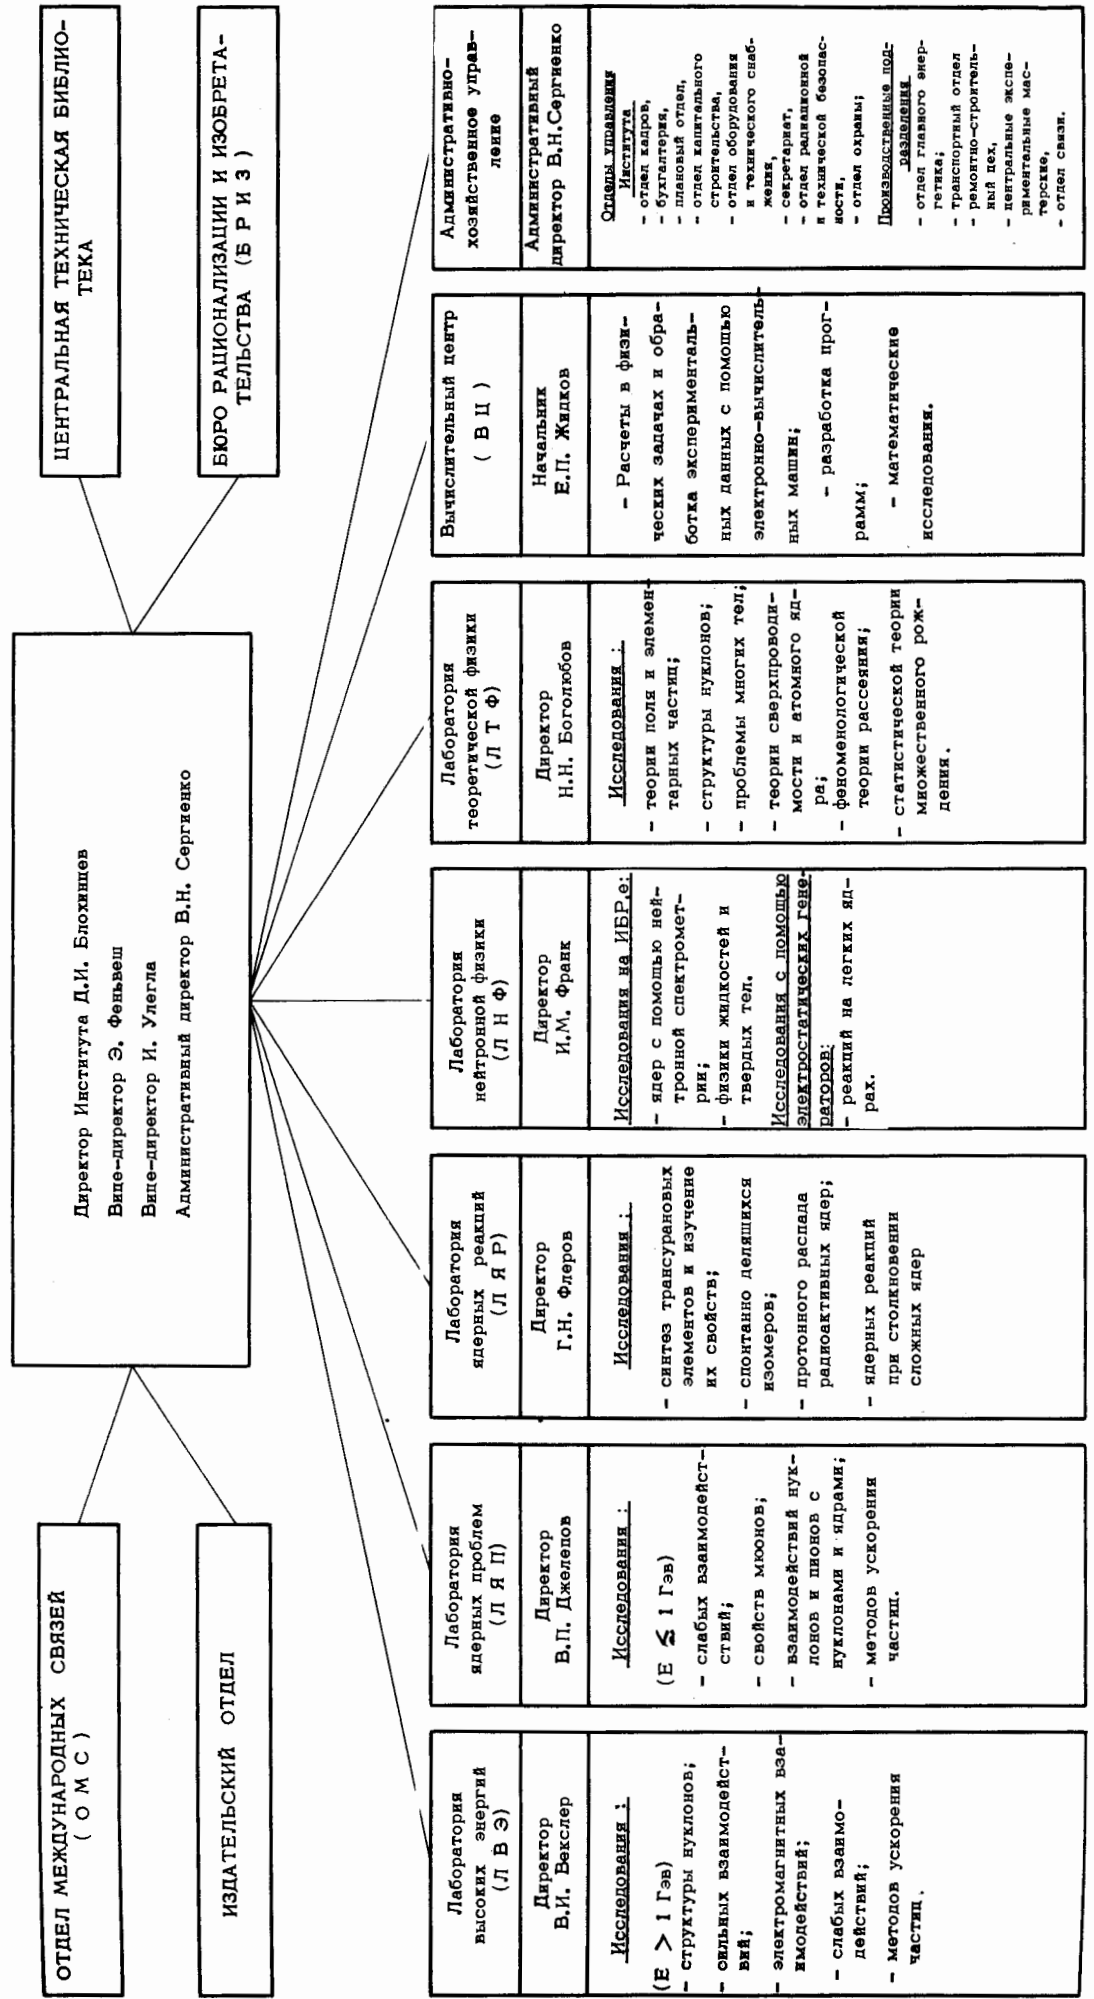 ОТДЕЛ МЕЖДУНАРОДНЫХ СВЯЗЕЙ
( О М С )
ИЗДАТЕЛЬСКИЙ ОТДЕЛ
Директор Института Д.И. Блохинцев
Вице-директор Э. Феньвеш
Вице-директор И. Улегла
Административный директор В.Н. Сергиенко
ЦЕНТРАЛЬНАЯ ТЕХНИЧЕСКАЯ БИБЛИО-
ТЕКА
БЮРО РАЦИОНАЛИЗАЦИИ И ИЗОБРЕТА-
ТЕЛЬСТВА (Б Р И З )
Лаборатория
высоких энергий
(Л В Э)
Директор
В.И. Векслер
Исследования :
(Е > 1 Гэв)
- структуры нуклонов;
- сильных взаимодейст-
вий;
- электромагнитных вза-
имодействий;
- слабых взаимо-
действий;
- методов ускорения
частиц.
Лаборатория
ядерных проблем
(Л Я П)
Директор
В.П. Джелепов
Исследования :
(Е ≤ 1 Гэв)
- слабых взаимодейст-
ствий;
- свойств мюонов;
- взаимодействий нук-
лонов и пионов с
нуклонами и ядрами;
- методов ускорения
частиц.
Лаборатория
ядерных реакций
(Л Я Р)
Директор
Г.Н. Флеров
Исследования :
- синтез трансурановых
элементов и изучение
их свойств;
- спонтанно делящихся
изомеров;
- протонного распада
радиоактивных ядер;
- ядерных реакций
при столкновении
сложных ядер
Лаборатория
нейтронной физики
(Л Н Ф)
Директор
И.М. Франк
Исследования на ИБР,е:
- ядер с помощью ней-
тронной спектромет-
рии;
- физики жидкостей и
твердых тел.
Исследования с помощью
электростатических гене-
раторов:
- реакций на легких яд-
рах.
Лаборатория
теоретической физики
(Л Т Ф)
Директор
Н.Н. Боголюбов
Исследования :
- теории поля и элемен-
тарных частиц;
- структуры нуклонов;
- проблемы многих тел;
- теории сверхпроводи-
мости и атомного яд-
ра;
- феноменологической
теории рассеяния;
- статистической теории
множественного рож-
дения.
Вычислительный центр
( В Ц )
Начальник
Е.П. Жидков
- Расчеты в физи-
ческих задачах и обра-
ботка эксперименталь-
ных данных с помощью
электронно-вычислитель-
ных машин;
- разработка прог-
рамм;
- математические
исследования.
Административно-
хозяйственное управ-
ление
Административный
директор В.Н.Сергиенко
Отделы управления
Института
- отдел кадров,
- бухгалтерия,
- плановый отдел,
- отдел капитального
строительства,
- отдел оборудования
и технического снаб-
жения,
- секретариат,
- отдел радиационной
и технической безопас-
ности,
- отдел охраны;
Производственные под-
разделения
- отдел главного энер-
гетика;
- транспортный отдел
- ремонтно-строитель-
ный цех,
- центральные экспе-
риментальные мас-
терские,
- отдел связи.